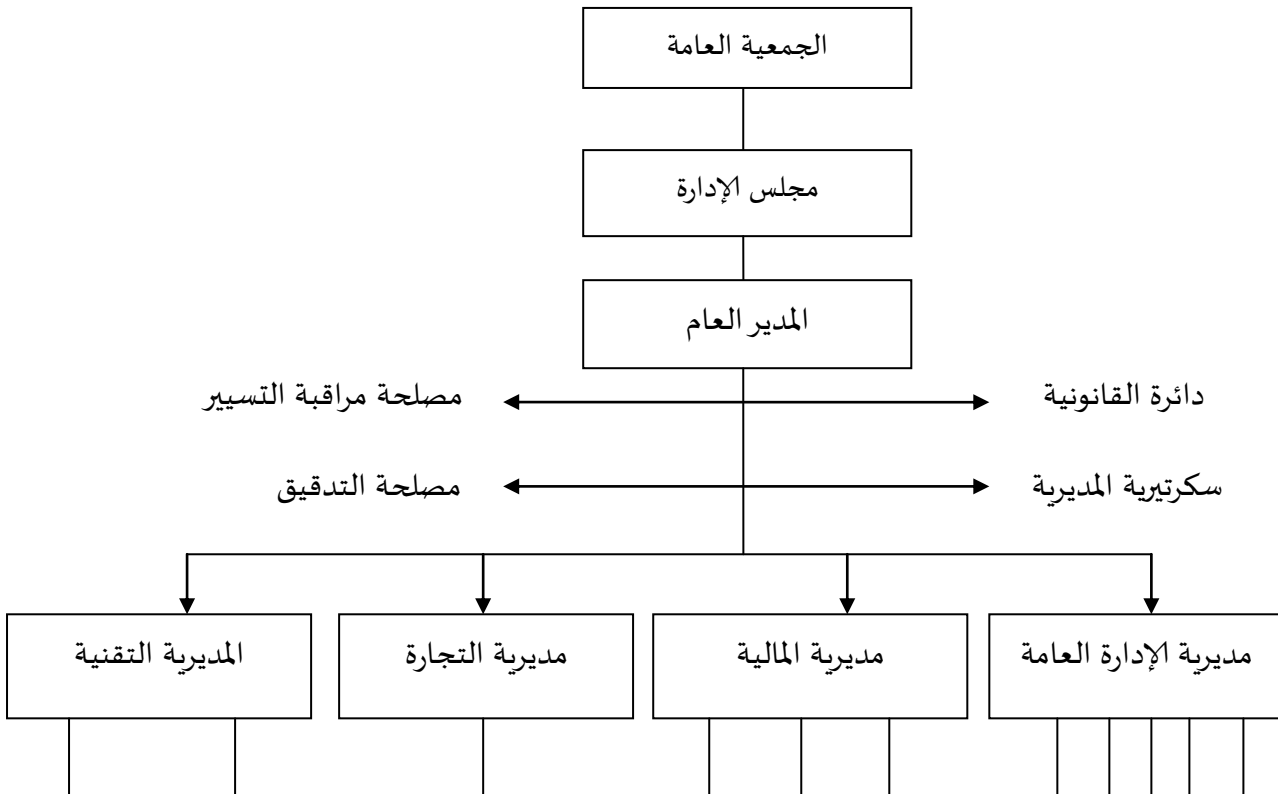 الجمعية العامة
مجلس الإدارة
المدير العام
دائرة القانونية
مصلحة مراقبة التسيير
سكرتيرية المديرية
مصلحة التدقيق
مديرية الإدارة العامة
مديرية المالية
مديرية التجارة
المديرية التقنية